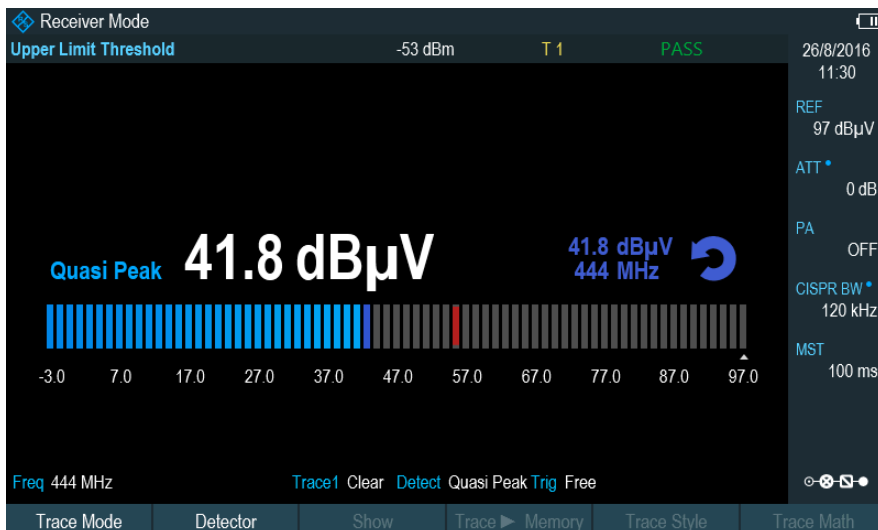 Receiver Mode
Upper Limit Threshold -53 dBm T 1 PASS
26/8/2016
11:30
REF
97 dBµV
ATT
0 dB
PA
OFF
CISPR BW
120 kHz
MST
100 ms
Quasi Peak 41.8 dBµV
41.8 dBµV
444 MHz
-3.0 7.0 17.0 27.0 37.0 47.0 57.0 67.0 77.0 87.0 97.0
Freq 444 MHz Trace1 Clear Detect Quasi Peak Trig Free
Trace Mode Detector Show Trace ► Memory Trace Style Trace Math